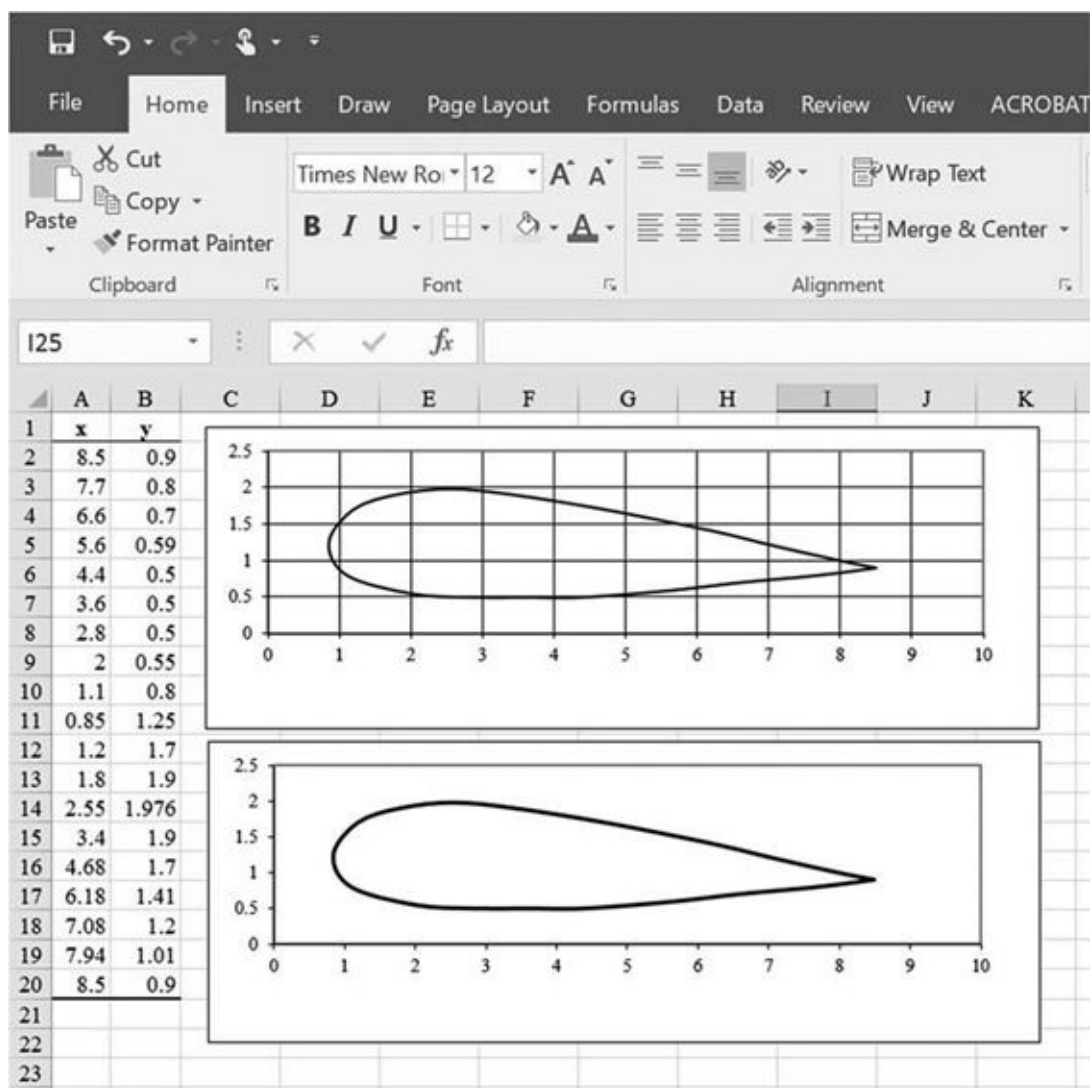 File Home Insert Draw Page Layout Formulas Data Review View ACROBAT
Cut
Copy
Format Painter
Paste
Clipboard
Times New Ro 12 A A
B I U A
Font
Wrap Text
Merge & Center
Alignment
I25 fx
A B C D E F G H I J K
1 x y
2 8.5 0.9
3 7.7 0.8
4 6.6 0.7
5 5.6 0.59
6 4.4 0.5
7 3.6 0.5
8 2.8 0.5
9 2 0.55
10 1.1 0.8
11 0.85 1.25
12 1.2 1.7
13 1.8 1.9
14 2.55 1.976
15 3.4 1.9
16 4.68 1.7
17 6.18 1.41
18 7.08 1.2
19 7.94 1.01
20 8.5 0.9
21
22
23
2.5
2
1.5
1
0.5
0
0 1 2 3 4 5 6 7 8 9 10
2.5
2
1.5
1
0.5
0
0 1 2 3 4 5 6 7 8 9 10